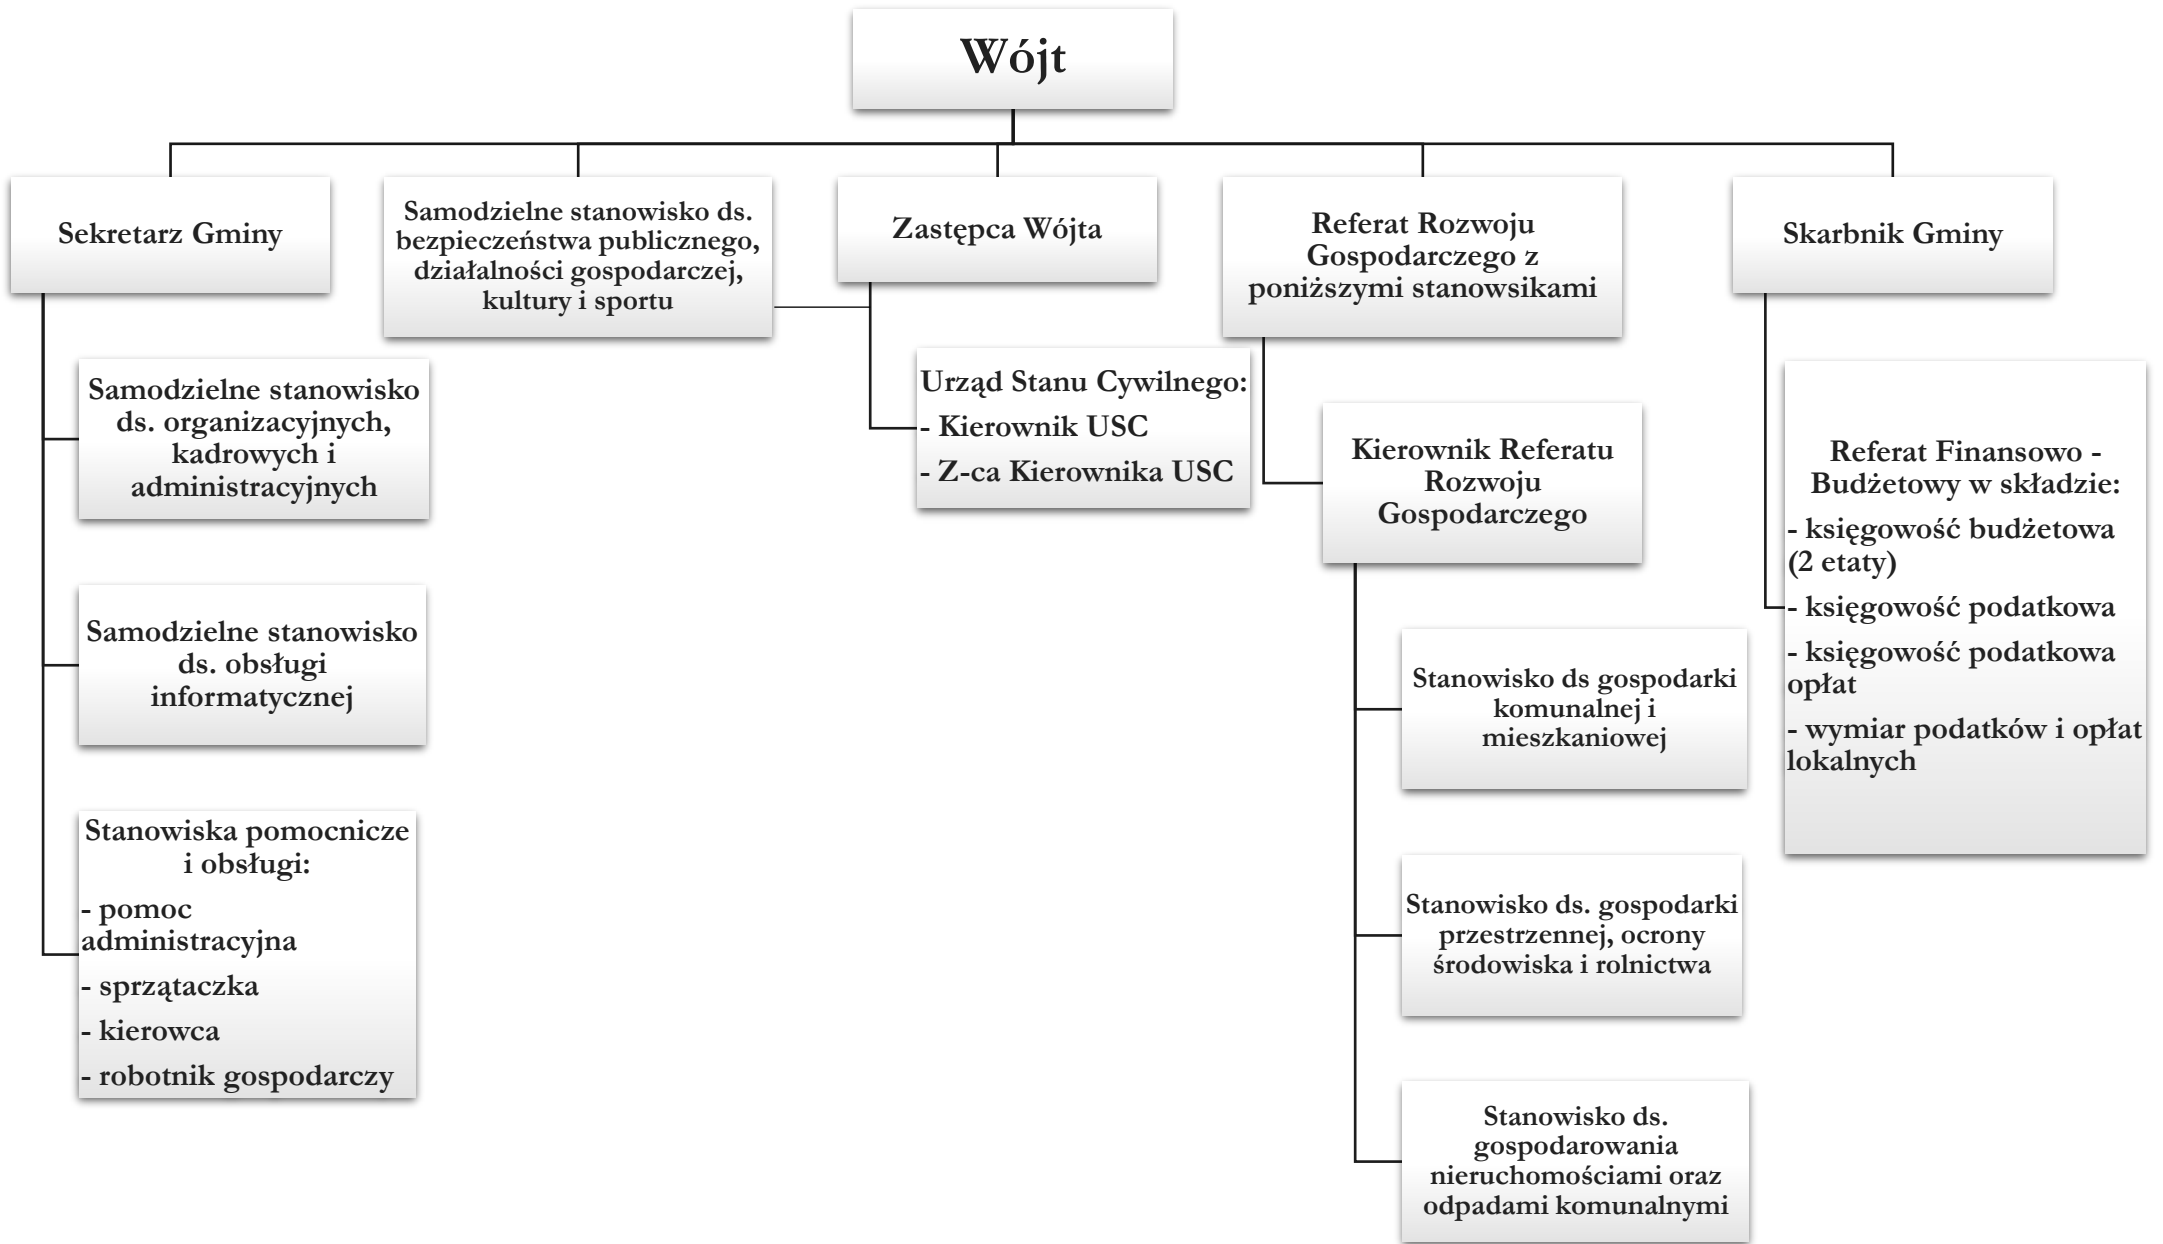 Wójt
Sekretarz Gminy
Samodzielne stanowisko ds.
bezpieczeństwa publicznego,
działalności gospodarczej,
kultury i sportu
Zastępca Wójta
Referat Rozwoju
Gospodarczego z
poniższymi stanowsikami
Skarbnik Gminy
Samodzielne stanowisko
ds. organizacyjnych,
kadrowych i
administracyjnych
Samodzielne stanowisko
ds. obsługi
informatycznej
Stanowiska pomocnicze
i obsługi:
- pomoc
administracyjna
- sprzątaczka
- kierowca
- robotnik gospodarczy
Urząd Stanu Cywilnego:
- Kierownik USC
- Z-ca Kierownika USC
Kierownik Referatu
Rozwoju
Gospodarczego
Stanowisko ds gospodarki
komunalnej i
mieszkaniowej
Stanowisko ds. gospodarki
przestrzennej, ocrony
środowiska i rolnictwa
Stanowisko ds.
gospodarowania
nieruchomościami oraz
odpadami komunalnymi
Referat Finansowo -
Budżetowy w składzie:
- księgowość budżetowa
(2 etaty)
- księgowość podatkowa
- księgowość podatkowa
opłat
- wymiar podatków i opłat
lokalnych